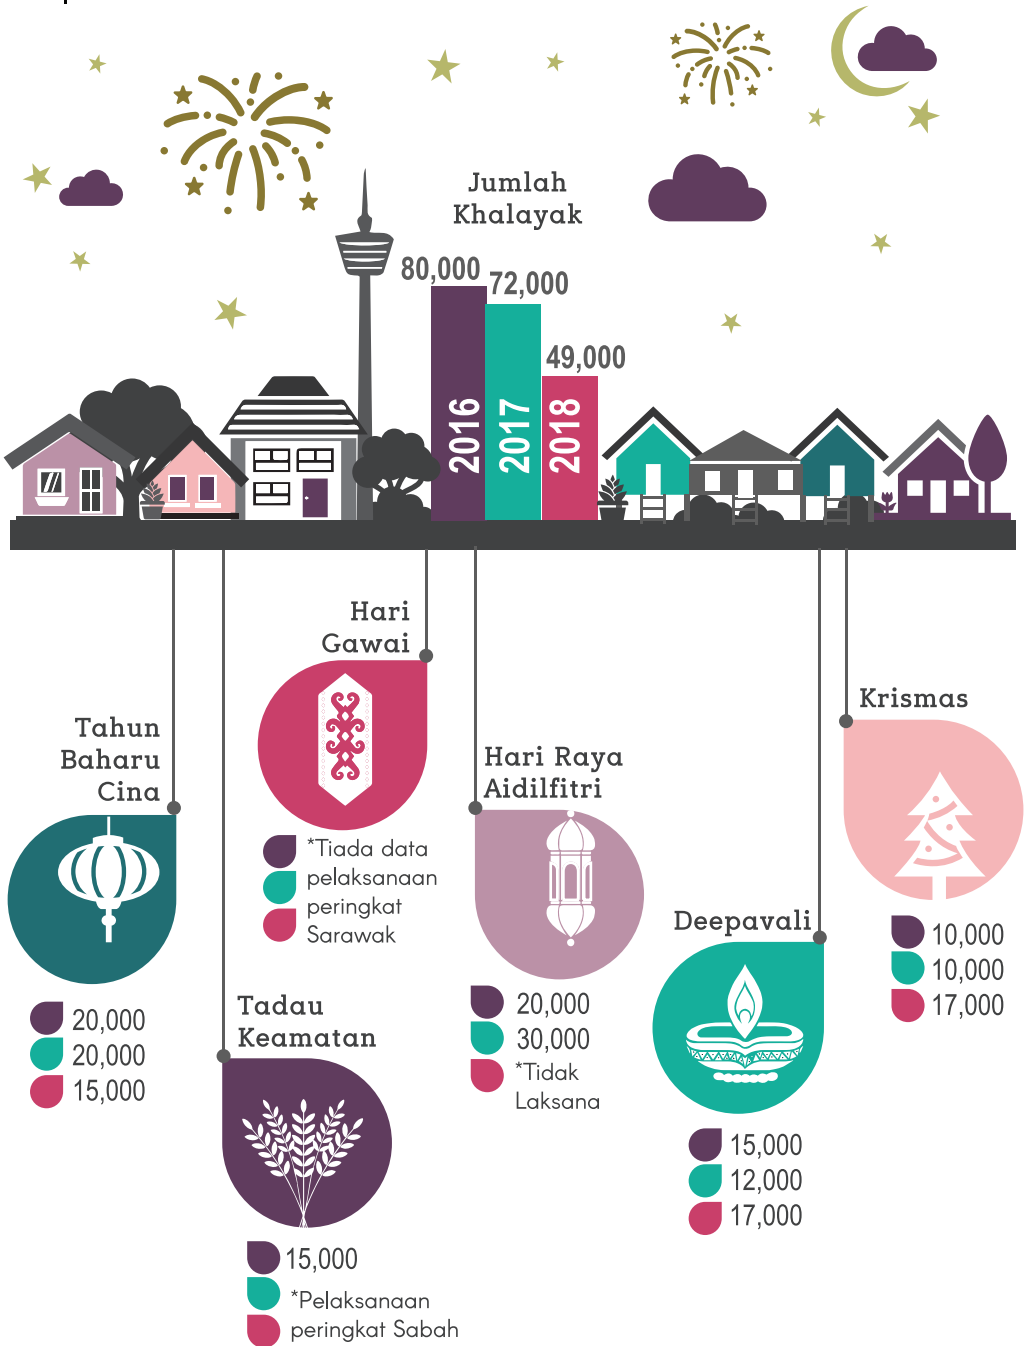 Jumlah
Khalayak
80,000
72,000
49,000
2016
2017
2018
Hari
Gawai
*Tiada data
pelaksanaan
peringkat
Sarawak
Tahun
Baharu
Cina
20,000
20,000
15,000
Tadau
Keamatan
15,000
*Pelaksanaan
peringkat Sabah
Hari Raya
Aidilfitri
20,000
30,000
*Tidak
Laksana
Deepavali
15,000
12,000
17,000
Krismas
10,000
10,000
17,000